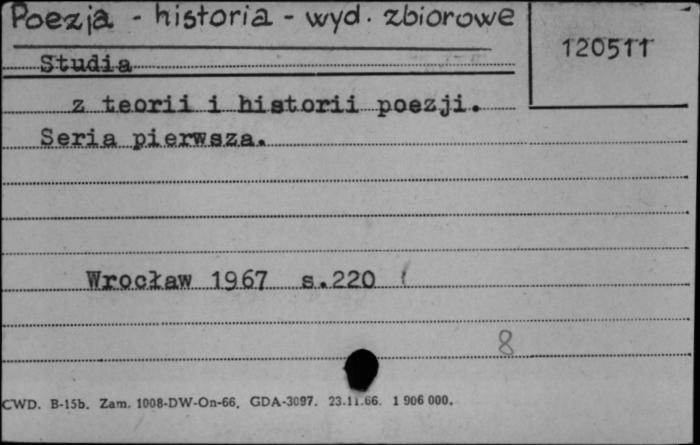 Poezja - historia - wyd. zbiorowe
120511
Studia
z teorii i historii poezji.
Seria pierwsza.
Wrocław 1967 s.220
8
CWD. B-15b. Zam. 1008-DW-On-66. GDA-3097. 23.11.66. 1 906 000.